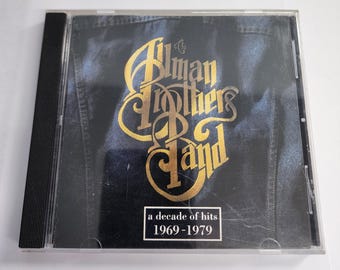 The
Allman
Brothers
Band
a decade of hits
1969-1979